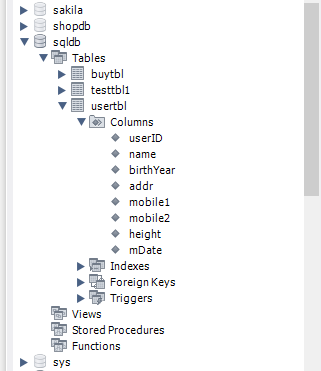 sakila
shopdb
sqldb
Tables
buytbl
testtbl1
usertbl
Columns
userID
name
birthYear
addr
mobile1
mobile2
height
mDate
Indexes
Foreign Keys
Triggers
Views
Stored Procedures
Functions
sys